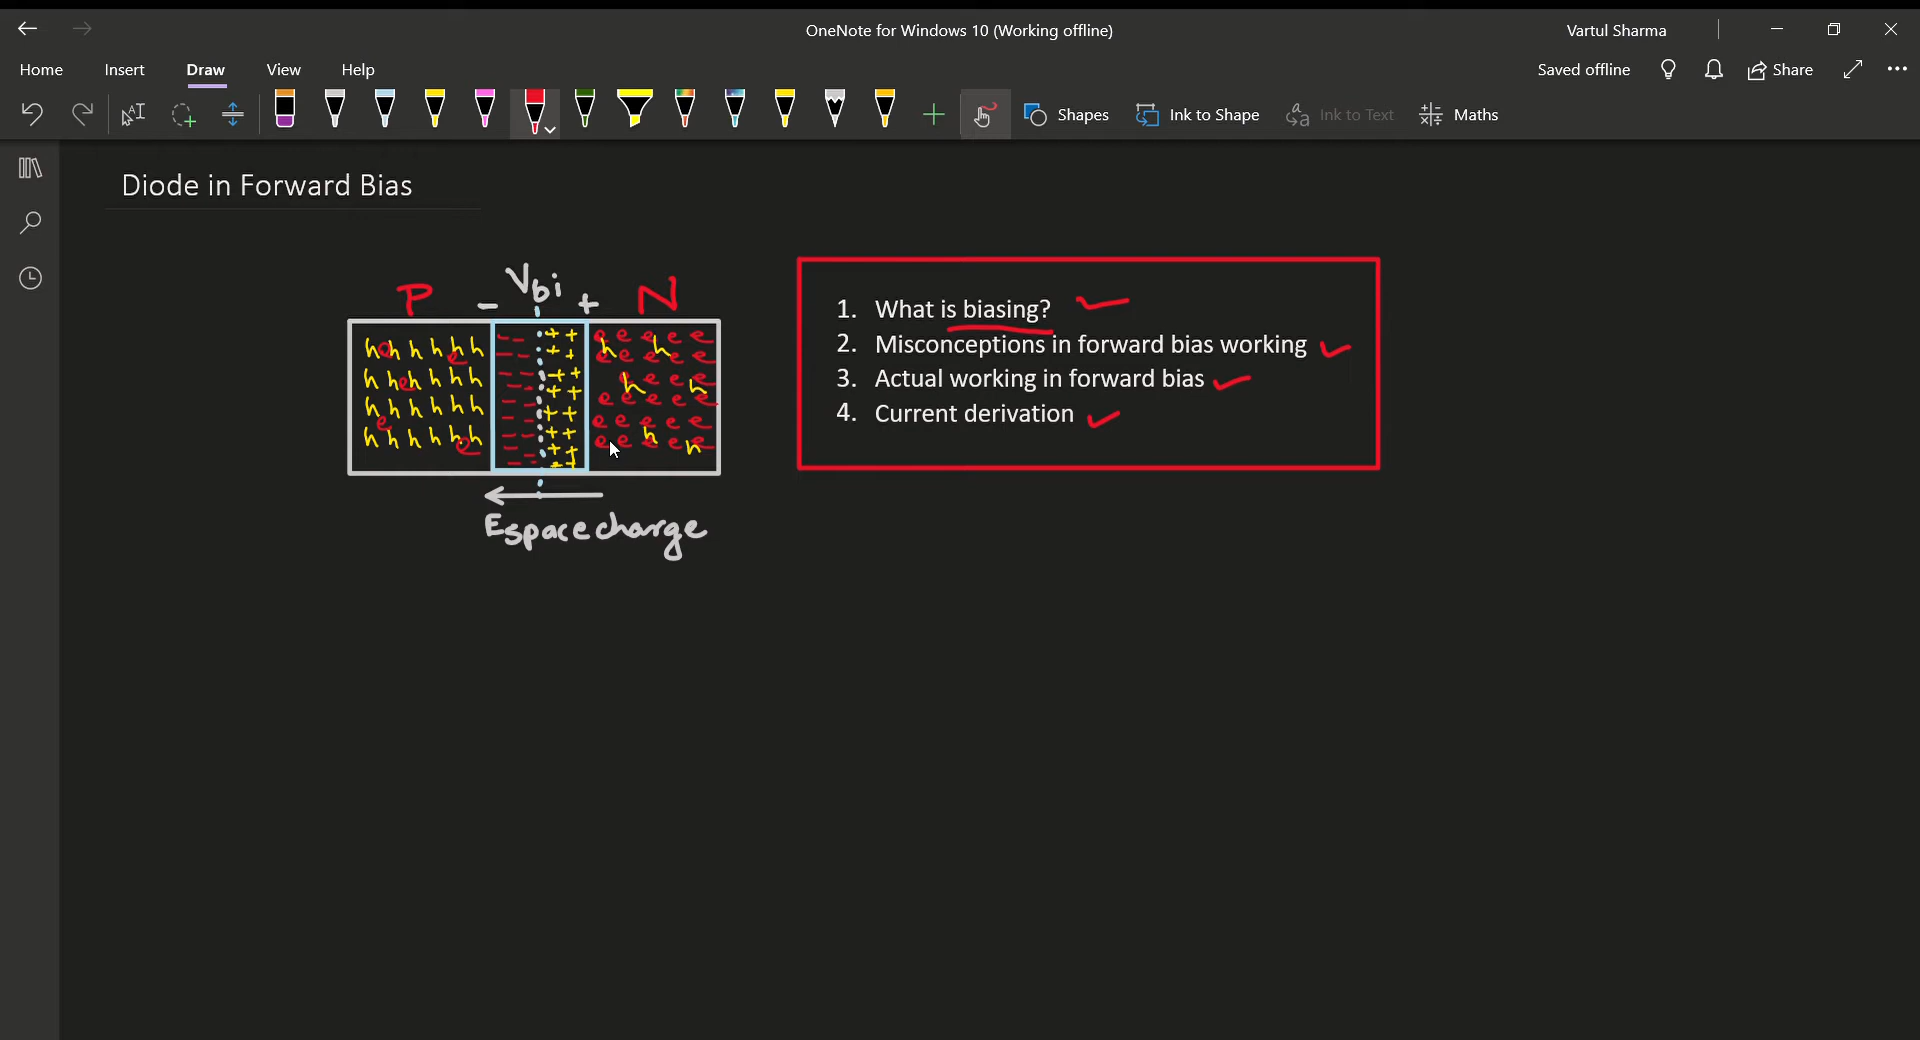 OneNote for Windows 10 (Working offline)
Vartul Sharma
Home Insert Draw View Help
Saved offline
Share
Shapes
Ink to Shape
Ink to Text
Maths
Diode in Forward Bias
P - Vbi + N
h e h h h e h h
h h e h h h h
h h h h h h
e
h h h h h h e
- - + + e e e e e
- - + + h e e h e e
- - + + e e e e
- - + + h h
- - + + e e e e e
- - + + e e e e e
- - + + e e h e e
- - + + h
Espacecharge
1. What is biasing?
2. Misconceptions in forward bias working
3. Actual working in forward bias
4. Current derivation